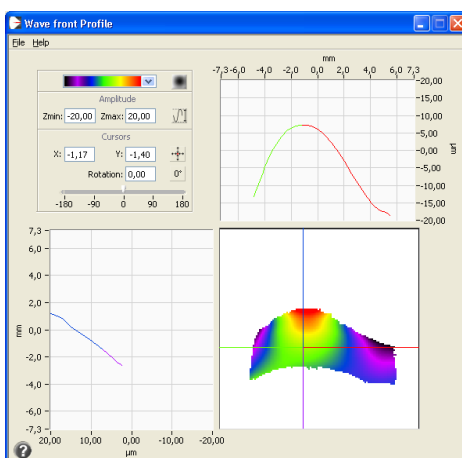 Wave front Profile
File Help
Amplitude
Zmin: -20,00 Zmax: 20,00
Cursors
X: -1,17 Y: -1,40
Rotation: 0,00 0°
-180 -90 0 90 180
mm
-7,3 -6,0 -4,0 -2,0 0,0 2,0 4,0 6,0 7,3
-20,00
-15,00
-10,00
-5,00
0,00
-5,00
-10,00
-15,00
-20,00
µm
7,3
6,0
4,0
2,0
0,0
-2,0
-4,0
-6,0
-7,3
mm
20,00 10,00 0,00 -10,00 -20,00
µm
?